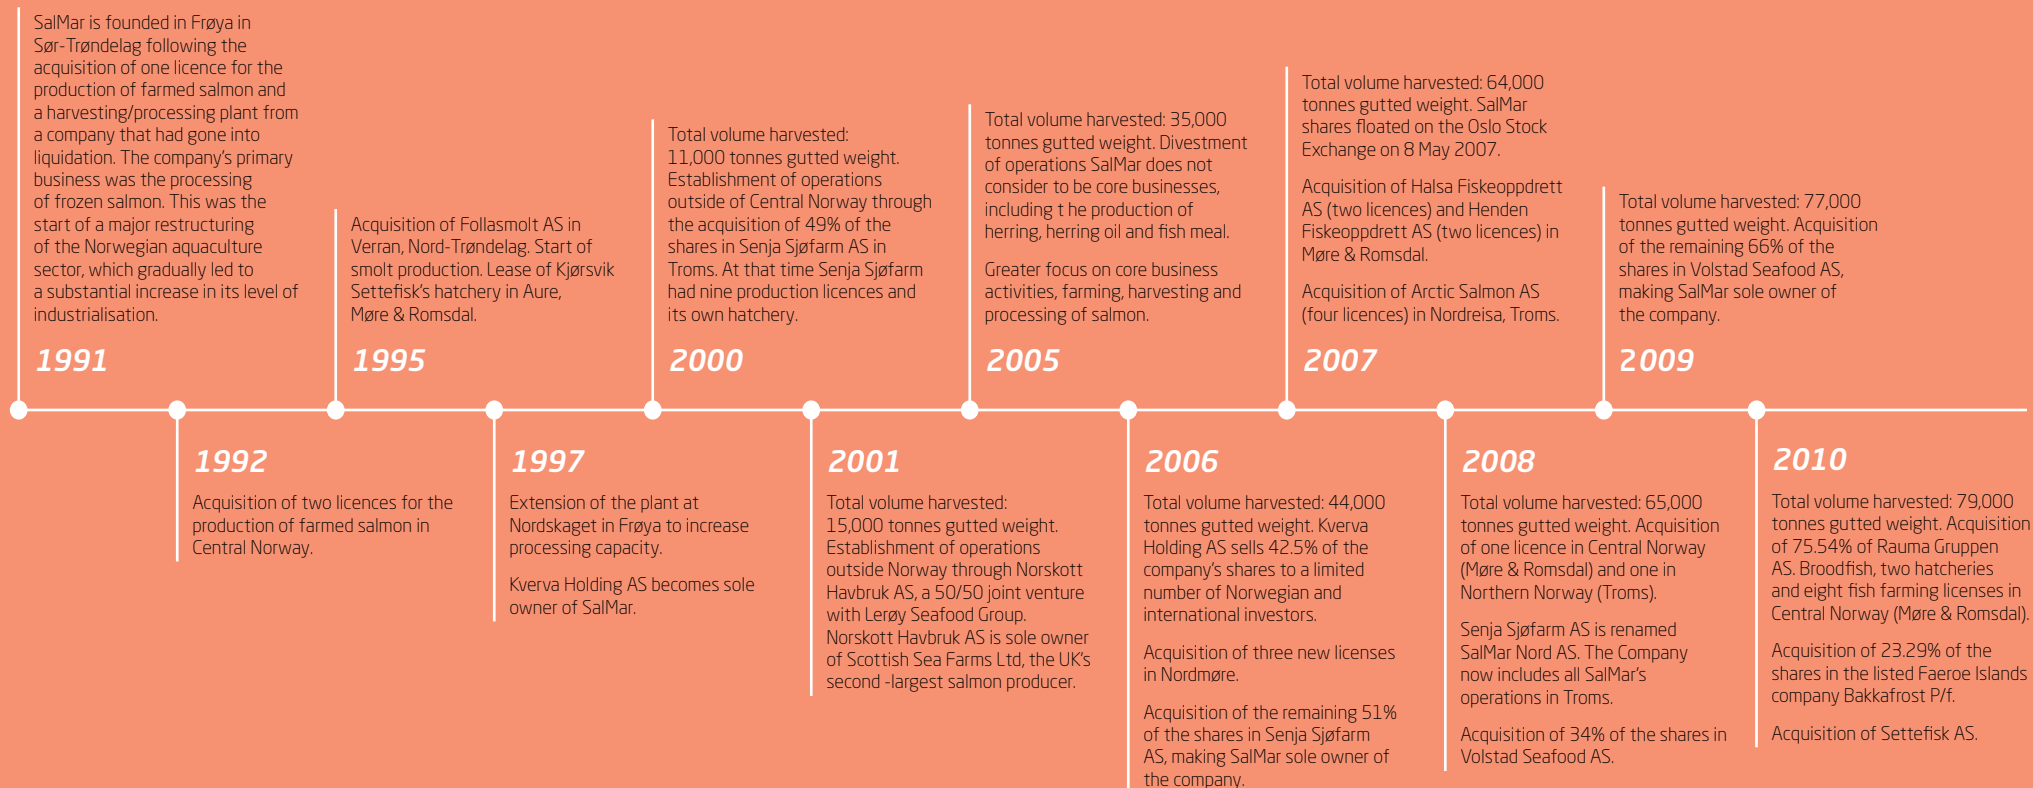 SalMar is founded in Frøya in
Sør-Trøndelag following the
acquisition of one licence for the
production of farmed salmon and
a harvesting/processing plant from
a company that had gone into
liquidation. The company's primary
business was the processing
of frozen salmon. This was the
start of a major restructuring
of the Norwegian aquaculture
sector, which gradually led to
a substantial increase in its level of
industrialisation.
1991
1992
Acquisition of two licences for the
production of farmed salmon in
Central Norway.
Acquisition of Follasmolt AS in
Verran, Nord-Trøndelag. Start of
smolt production. Lease of Kjørsvik
Settefisk's hatchery in Aure,
Møre & Romsdal.
1995
1997
Extension of the plant at
Nordskaget in Frøya to increase
processing capacity.
Kverva Holding AS becomes sole
owner of SalMar.
Total volume harvested:
11,000 tonnes gutted weight.
Establishment of operations
outside of Central Norway through
the acquisition of 49% of the
shares in Senja Sjøfarm AS in
Troms. At that time Senja Sjøfarm
had nine production licences and
its own hatchery.
2000
2001
Total volume harvested:
15,000 tonnes gutted weight.
Establishment of operations
outside Norway through Norskott
Havbruk AS, a 50/50 joint venture
with Lerøy Seafood Group.
Norskott Havbruk AS is sole owner
of Scottish Sea Farms Ltd, the UK's
second -largest salmon producer.
Total volume harvested: 35,000
tonnes gutted weight. Divestment
of operations SalMar does not
consider to be core businesses,
including t he production of
herring, herring oil and fish meal.
Greater focus on core business
activities, farming, harvesting and
processing of salmon.
2005
2006
Total volume harvested: 44,000
tonnes gutted weight. Kverva
Holding AS sells 42.5% of the
company's shares to a limited
number of Norwegian and
international investors.
Acquisition of three new licenses
in Nordmøre.
Acquisition of the remaining 51%
of the shares in Senja Sjøfarm
AS, making SalMar sole owner of
the company.
Total volume harvested: 64,000
tonnes gutted weight. SalMar
shares floated on the Oslo Stock
Exchange on 8 May 2007.
Acquisition of Halsa Fiskeoppdrett
AS (two licences) and Henden
Fiskeoppdrett AS (two licences) in
Møre & Romsdal.
Acquisition of Arctic Salmon AS
(four licences) in Nordreisa, Troms.
2007
2008
Total volume harvested: 65,000
tonnes gutted weight. Acquisition
of one licence in Central Norway
(Møre & Romsdal) and one in
Northern Norway (Troms).
Senja Sjøfarm AS is renamed
SalMar Nord AS. The Company
now includes all SalMar's
operations in Troms.
Acquisition of 34% of the shares in
Volstad Seafood AS.
Total volume harvested: 77,000
tonnes gutted weight. Acquisition
of the remaining 66% of the
shares in Volstad Seafood AS,
making SalMar sole owner of
the company.
2009
2010
Total volume harvested: 79,000
tonnes gutted weight. Acquisition
of 75.54% of Rauma Gruppen
AS. Broodfish, two hatcheries
and eight fish farming licenses in
Central Norway (Møre & Romsdal).
Acquisition of 23.29% of the
shares in the listed Faeroe Islands
company Bakkafrost P/f.
Acquisition of Settefisk AS.